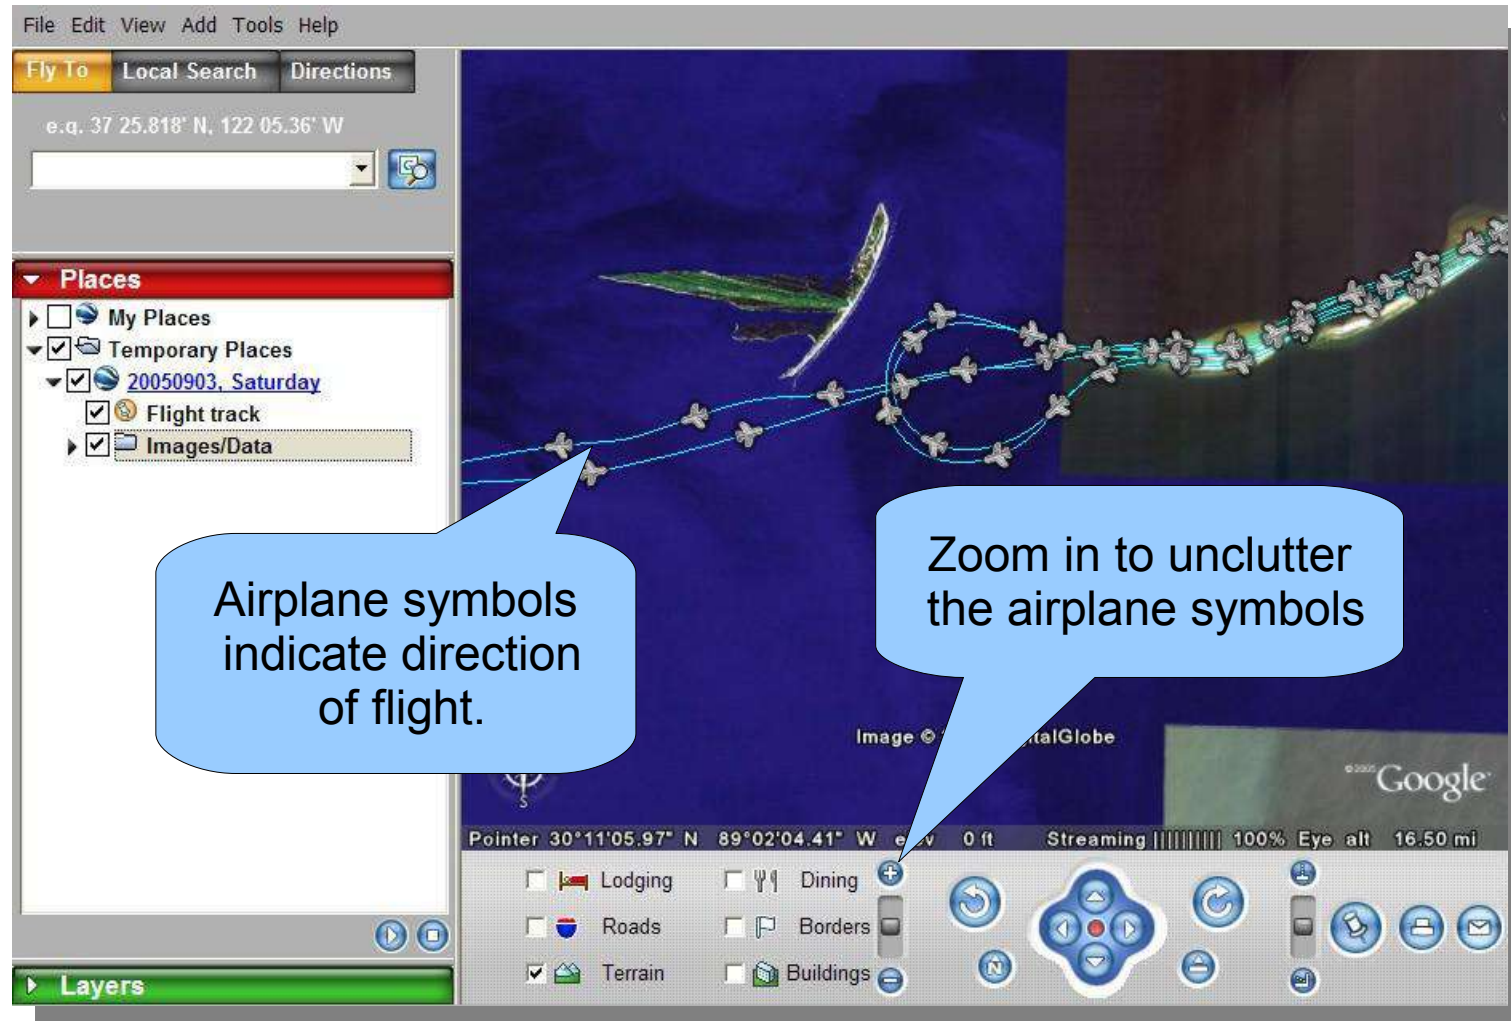 File Edit View Add Tools Help
Fly To Local Search Directions
e.g. 37 25.818' N, 122 05.36' W
Places
My Places
Temporary Places
20050903, Saturday
Flight track
Images/Data
Airplane symbols
indicate direction
of flight.
Zoom in to unclutter
the airplane symbols
Image © italGlobe
S
©2005 Google
Pointer 30°11'05.97" N 89°02'04.41" W elev 0 ft Streaming |||||||||| 100% Eye alt 16.50 mi
Lodging Dining
Roads Borders
Terrain Buildings
N
Layers